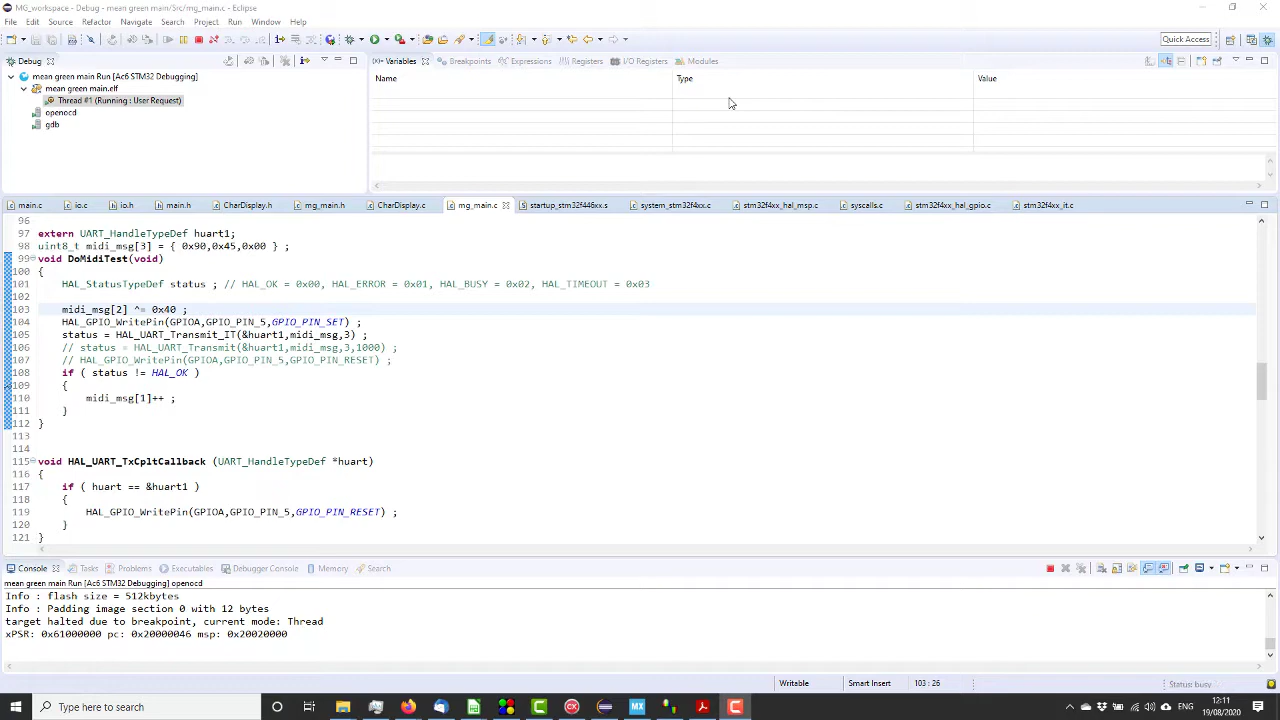 MG_workspace - Debug - mean green main/Src/mg_main.c - Eclipse
File Edit Source Refactor Navigate Search Project Run Window Help
Quick Access
Debug
mean green main Run [Ac6 STM32 Debugging]
mean green main.elf
Thread #1 (Running : User Request)
openocd
gdb
Variables Breakpoints Expressions Registers I/O Registers Modules
Name Type Value
main.c io.c io.h main.h CharDisplay.h mg_main.h CharDisplay.c mg_main.c startup_stm32f446xx.s system_stm32f4xx.c stm32f4xx_hal_msp.c syscalls.c stm32f4xx_hal_gpio.c stm32f4xx_it.c
96
97 extern UART_HandleTypeDef huart1;
98 uint8_t midi_msg[3] = { 0x90,0x45,0x00 } ;
99 void DoMidiTest(void)
100 {
101 HAL_StatusTypeDef status ; // HAL_OK = 0x00, HAL_ERROR = 0x01, HAL_BUSY = 0x02, HAL_TIMEOUT = 0x03
102
103 midi_msg[2] ^= 0x40 ;
104 HAL_GPIO_WritePin(GPIOA,GPIO_PIN_5,GPIO_PIN_SET) ;
105 status = HAL_UART_Transmit_IT(&huart1,midi_msg,3) ;
106 // status = HAL_UART_Transmit(&huart1,midi_msg,3,1000) ;
107 // HAL_GPIO_WritePin(GPIOA,GPIO_PIN_5,GPIO_PIN_RESET) ;
108 if ( status != HAL_OK )
109 {
110 midi_msg[1]++ ;
111 }
112 }
113
114
115 void HAL_UART_TxCpltCallback (UART_HandleTypeDef *huart)
116 {
117 if ( huart == &huart1 )
118 {
119 HAL_GPIO_WritePin(GPIOA,GPIO_PIN_5,GPIO_PIN_RESET) ;
120 }
121 }
Console Tasks Problems Executables Debugger Console Memory Search
mean green main Run [Ac6 STM32 Debugging] openocd
Info : flash size = 512kbytes
Info : Padding image section 0 with 12 bytes
target halted due to breakpoint, current mode: Thread
xPSR: 0x61000000 pc: 0x20000046 msp: 0x20020000
Writable Smart Insert 103 : 26 Status: busy
Type here to search
ENG
12:11
19/08/2020